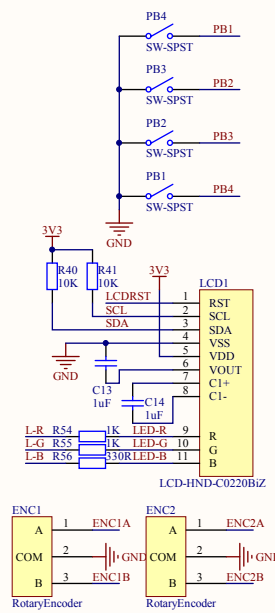 PB4
PB1
SW-SPST
PB3
PB2
SW-SPST
PB2
PB3
SW-SPST
PB1
PB4
SW-SPST
GND
3V3
R40
10K
R41
10K
3V3
LCD1
LCDRST 1 RST
SCL 2 SCL
SDA 3 SDA
4 VSS
5 VDD
6 VOUT
7 C1+
8 C1-
GND
C13
1uF
C14
1uF
L-R R54 1K LED-R 9 R
L-G R55 1K LED-G 10 G
L-B R56 330R LED-B 11 B
LCD-HND-C0220BiZ
ENC1
A 1 ENC1A
COM 2 GND
B 3 ENC1B
RotaryEncoder
ENC2
A 1 ENC2A
COM 2 GND
B 3 ENC2B
RotaryEncoder